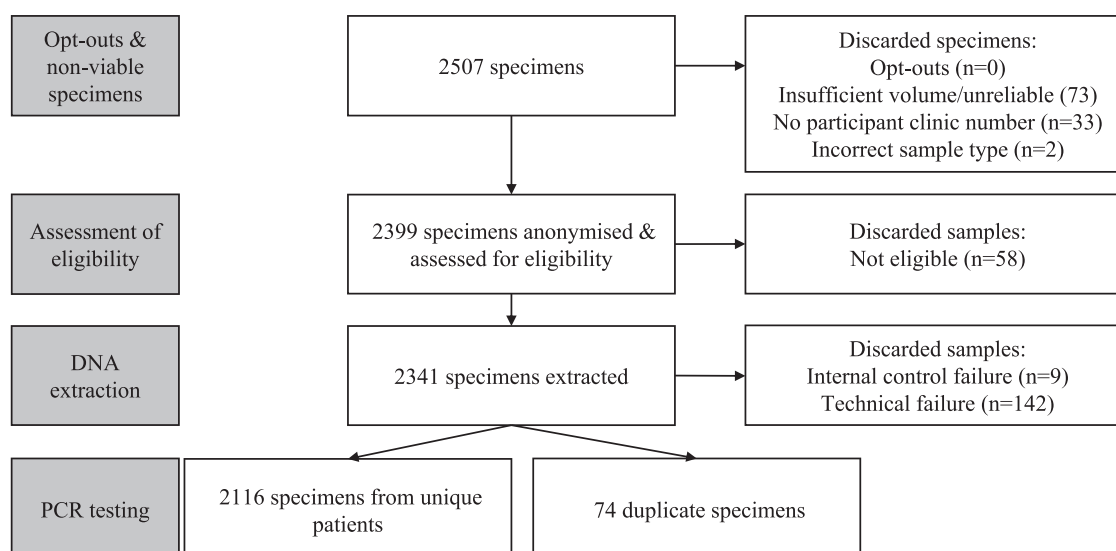 Opt-outs &
non-viable
specimens
2507 specimens
Discarded specimens:
Opt-outs (n=0)
Insufficient volume/unreliable (73)
No participant clinic number (n=33)
Incorrect sample type (n=2)
Assessment of
eligibility
2399 specimens anonymised &
assessed for eligibility
Discarded samples:
Not eligible (n=58)
DNA
extraction
2341 specimens extracted
Discarded samples:
Internal control failure (n=9)
Technical failure (n=142)
PCR testing
2116 specimens from unique
patients
74 duplicate specimens